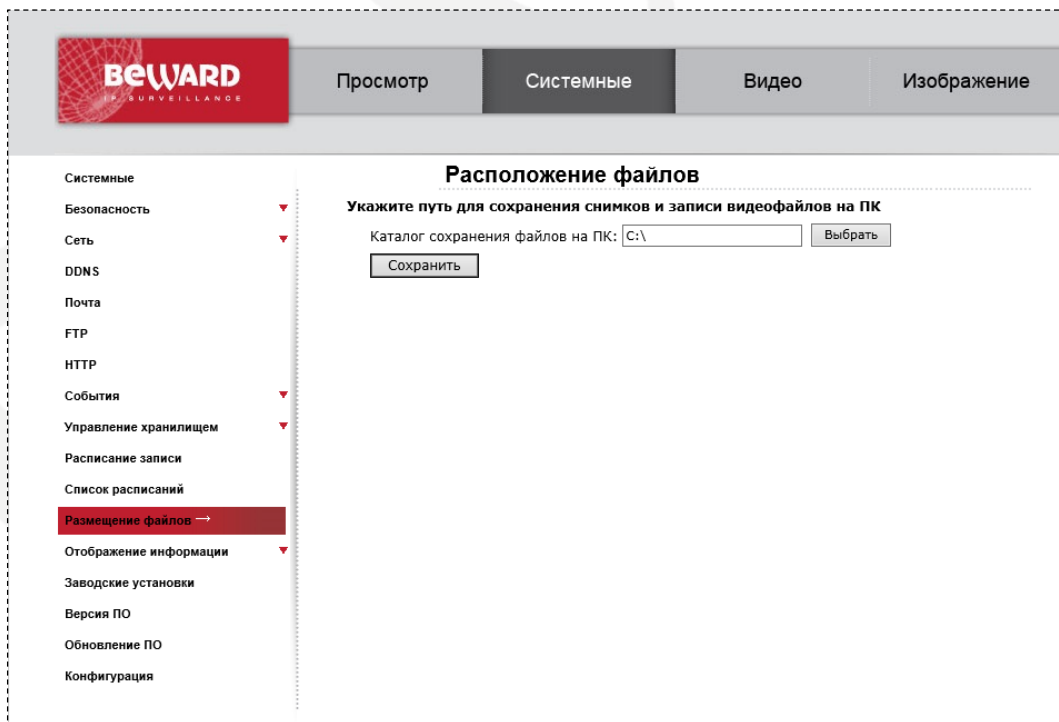 BEWARD
IP SURVEILLANCE
Просмотр
Системные
Видео
Изображение
Системные
Безопасность
Сеть
DDNS
Почта
FTP
HTTP
События
Управление хранилищем
Расписание записи
Список расписаний
Размещение файлов →
Отображение информации
Заводские установки
Версия ПО
Обновление ПО
Конфигурация
Расположение файлов
Укажите путь для сохранения снимков и записи видеофайлов на ПК
Каталог сохранения файлов на ПК: C:\ Выбрать
Сохранить